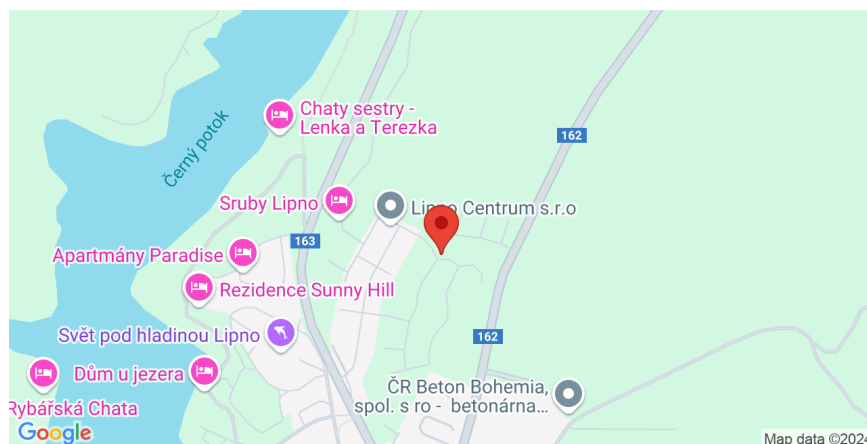 Černý potok
Chaty sestry -
Lenka a Terezka
162
Sruby Lipno
Lipno Centrum s.r.o
163
Apartmány Paradise
Rezidence Sunny Hill
Svět pod hladinou Lipno
162
Dům u jezera
ČR Beton Bohemia,
spol. s ro - betonárna...
Rybářská Chata
Google
Map data ©2024